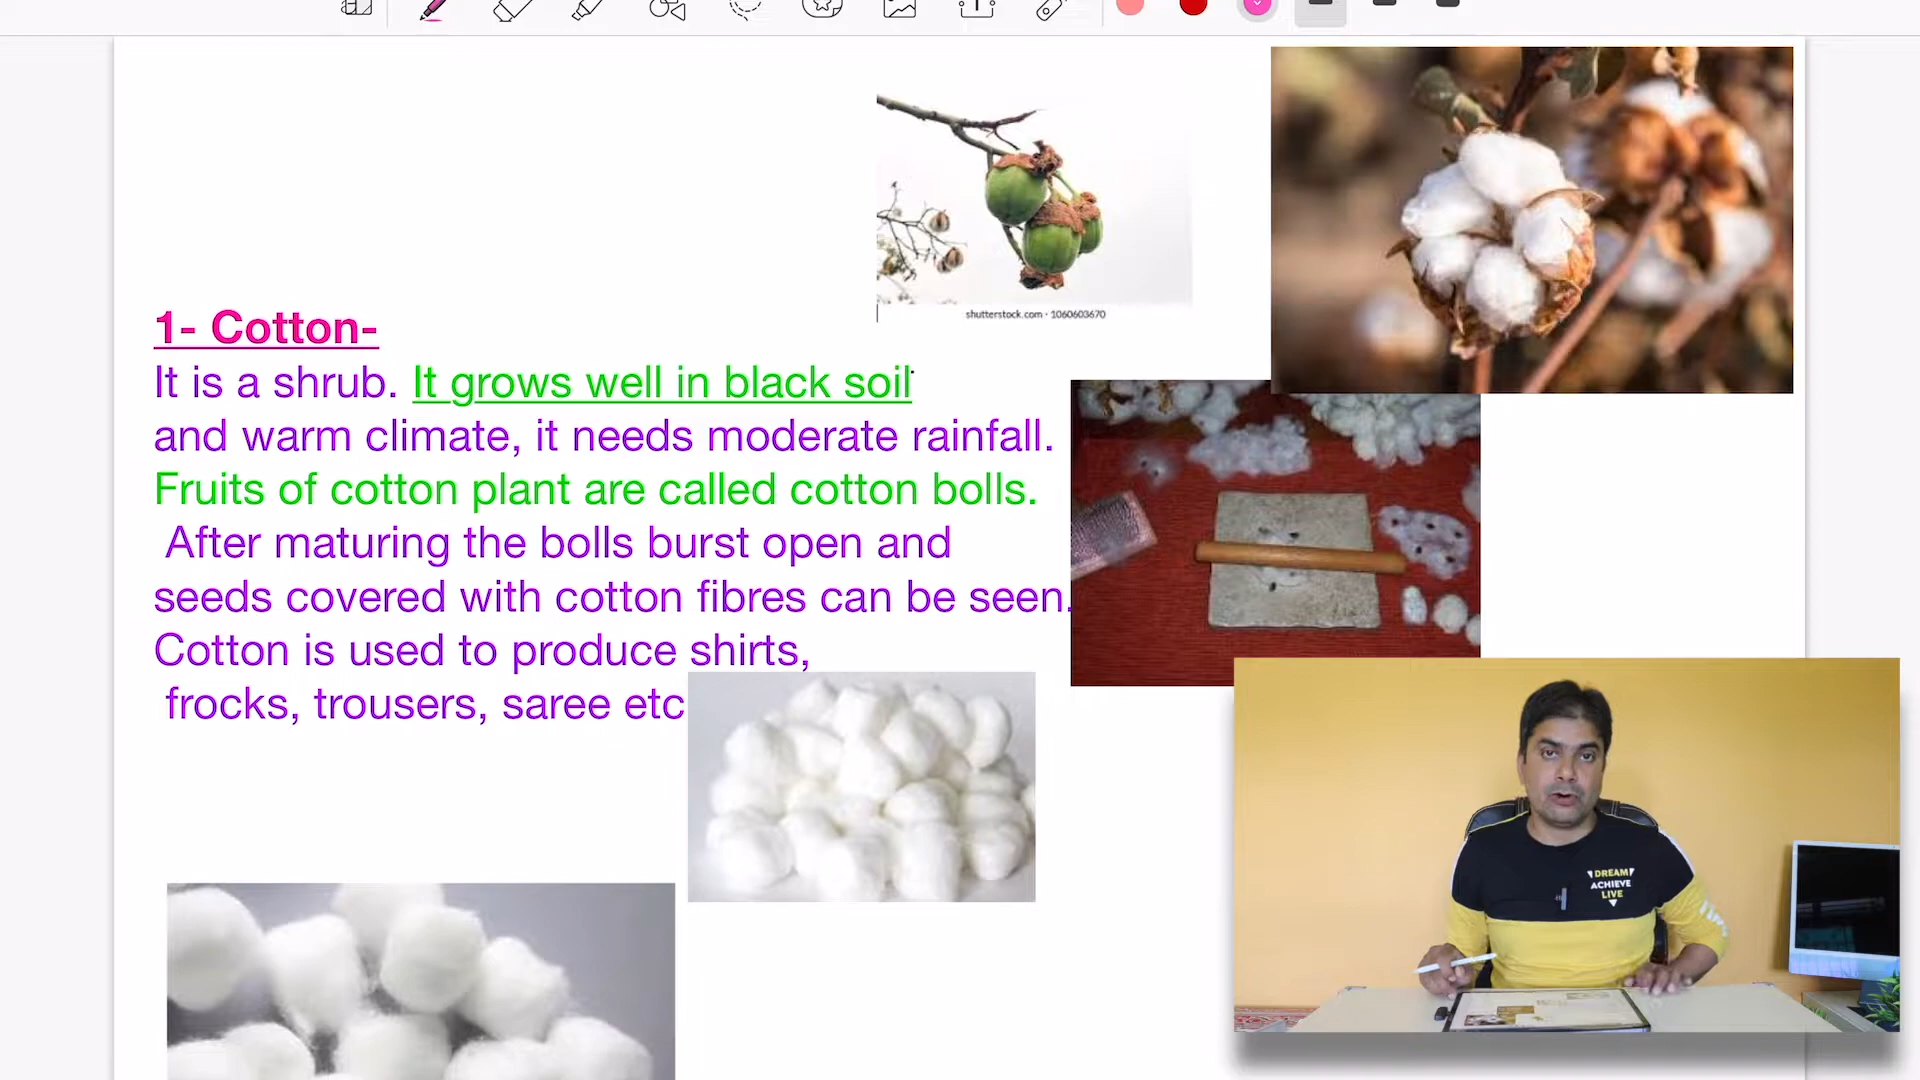 shutterstock.com · 1060603670
1- Cotton-
It is a shrub. It grows well in black soil
and warm climate, it needs moderate rainfall.
Fruits of cotton plant are called cotton bolls.
After maturing the bolls burst open and
seeds covered with cotton fibres can be seen.
Cotton is used to produce shirts,
frocks, trousers, saree etc
DREAM
ACHIEVE
LIVE